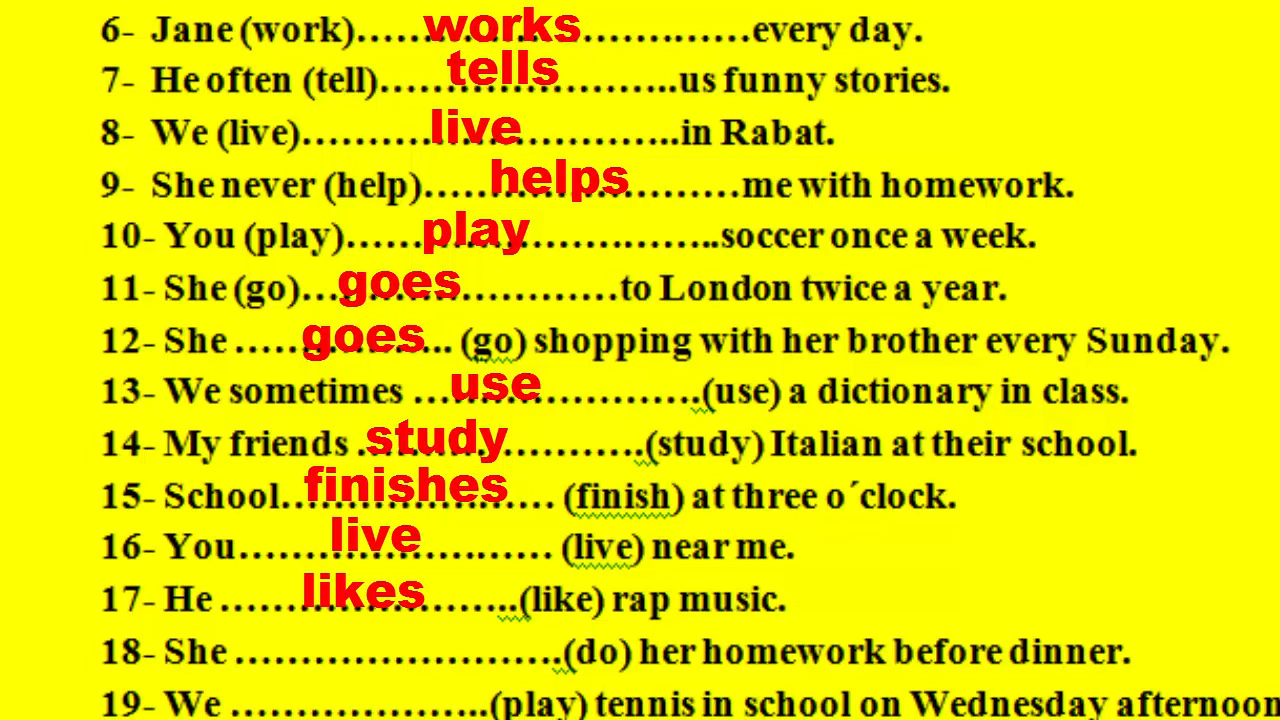 6- Jane (work)......works......every day.
7- He often (tell)......tells......us funny stories.
8- We (live)......live......in Rabat.
9- She never (help)......helps......me with homework.
10- You (play)......play......soccer once a week.
11- She (go)......goes......to London twice a year.
12- She ......goes...... (go) shopping with her brother every Sunday.
13- We sometimes ......use......(use) a dictionary in class.
14- My friends ......study......(study) Italian at their school.
15- School......finishes...... (finish) at three o´clock.
16- You......live...... (live) near me.
17- He ......likes......(like) rap music.
18- She ..............................(do) her homework before dinner.
19- We ........................(play) tennis in school on Wednesday afternoon